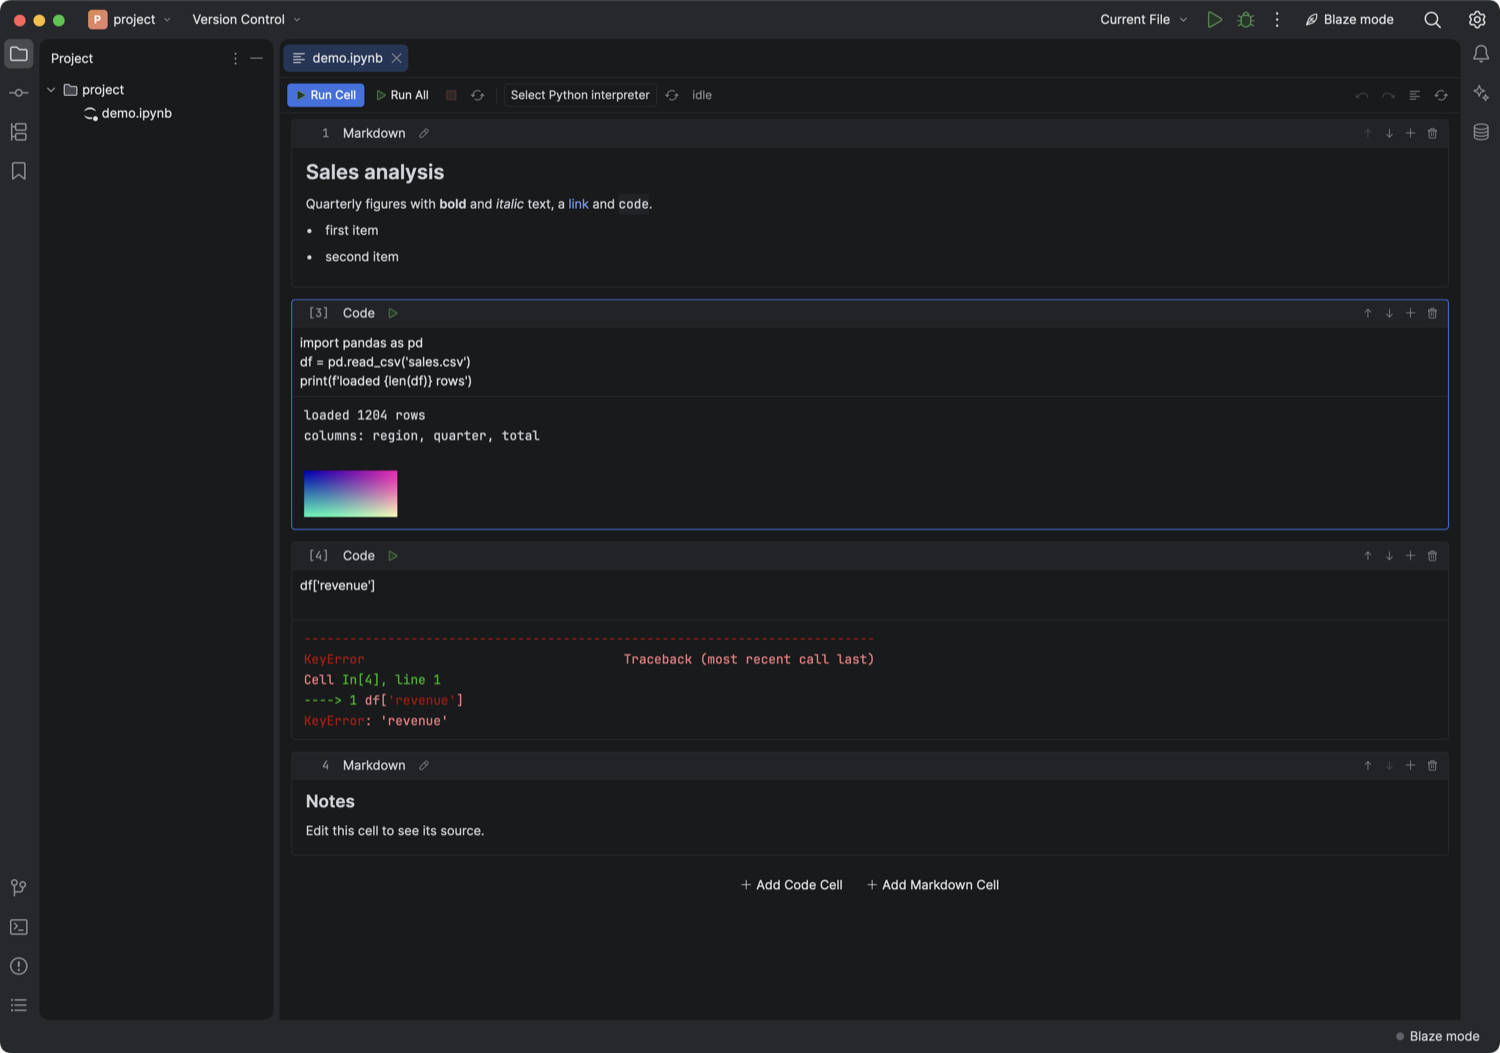 P project Version Control Current File Blaze mode
Project
project
demo.ipynb
demo.ipynb
Run Cell Run All Select Python interpreter idle
1 Markdown
Sales analysis
Quarterly figures with bold and italic text, a link and code.
• first item
• second item
[3] Code
import pandas as pd
df = pd.read_csv('sales.csv')
print(f'loaded {len(df)} rows')
loaded 1204 rows
columns: region, quarter, total
[4] Code
df['revenue']
---------------------------------------------------------------------------
KeyError Traceback (most recent call last)
Cell In[4], line 1
----> 1 df['revenue']
KeyError: 'revenue'
4 Markdown
Notes
Edit this cell to see its source.
+ Add Code Cell + Add Markdown Cell
Blaze mode